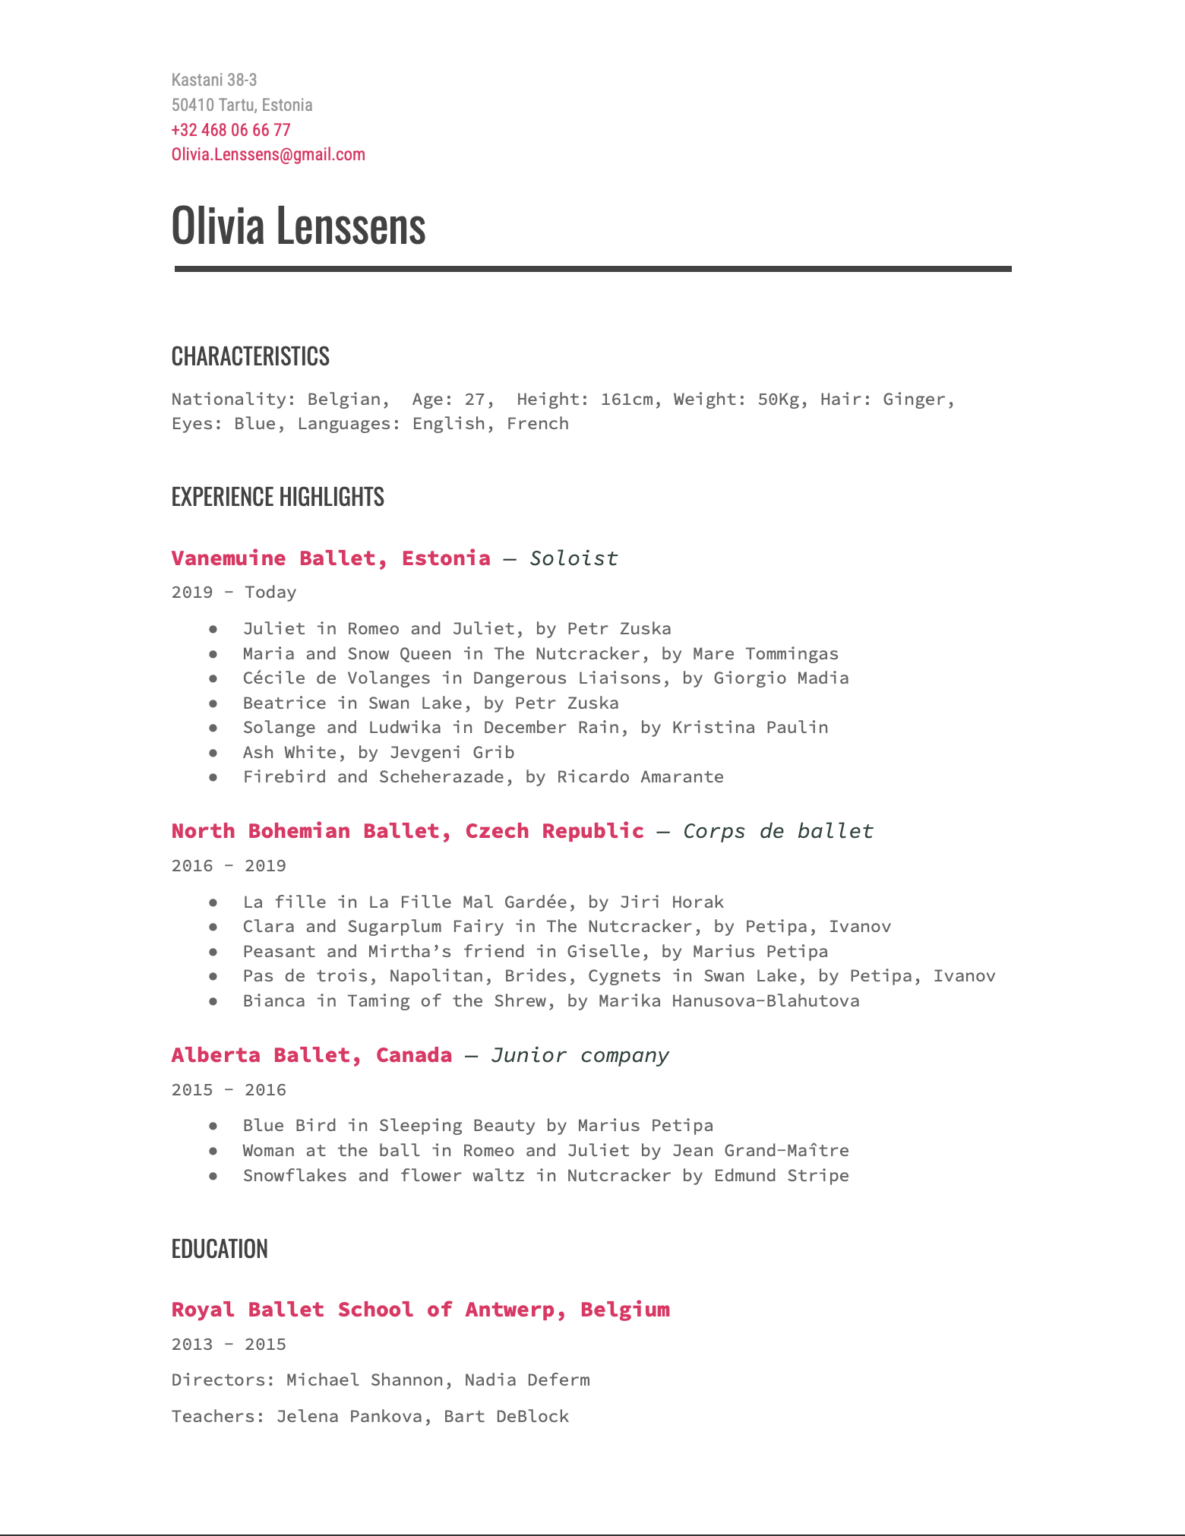 Kastani 38-3
50410 Tartu, Estonia
+32 468 06 66 77
Olivia.Lenssens@gmail.com
Olivia Lenssens
CHARACTERISTICS
Nationality: Belgian,  Age: 27,  Height: 161cm, Weight: 50Kg, Hair: Ginger,
Eyes: Blue, Languages: English, French
EXPERIENCE HIGHLIGHTS
Vanemuine Ballet, Estonia — Soloist
2019 - Today
● Juliet in Romeo and Juliet, by Petr Zuska
● Maria and Snow Queen in The Nutcracker, by Mare Tommingas
● Cécile de Volanges in Dangerous Liaisons, by Giorgio Madia
● Beatrice in Swan Lake, by Petr Zuska
● Solange and Ludwika in December Rain, by Kristina Paulin
● Ash White, by Jevgeni Grib
● Firebird and Scheherazade, by Ricardo Amarante
North Bohemian Ballet, Czech Republic — Corps de ballet
2016 - 2019
● La fille in La Fille Mal Gardée, by Jiri Horak
● Clara and Sugarplum Fairy in The Nutcracker, by Petipa, Ivanov
● Peasant and Mirtha’s friend in Giselle, by Marius Petipa
● Pas de trois, Napolitan, Brides, Cygnets in Swan Lake, by Petipa, Ivanov
● Bianca in Taming of the Shrew, by Marika Hanusova-Blahutova
Alberta Ballet, Canada — Junior company
2015 - 2016
● Blue Bird in Sleeping Beauty by Marius Petipa
● Woman at the ball in Romeo and Juliet by Jean Grand-Maître
● Snowflakes and flower waltz in Nutcracker by Edmund Stripe
EDUCATION
Royal Ballet School of Antwerp, Belgium
2013 - 2015
Directors: Michael Shannon, Nadia Deferm
Teachers: Jelena Pankova, Bart DeBlock